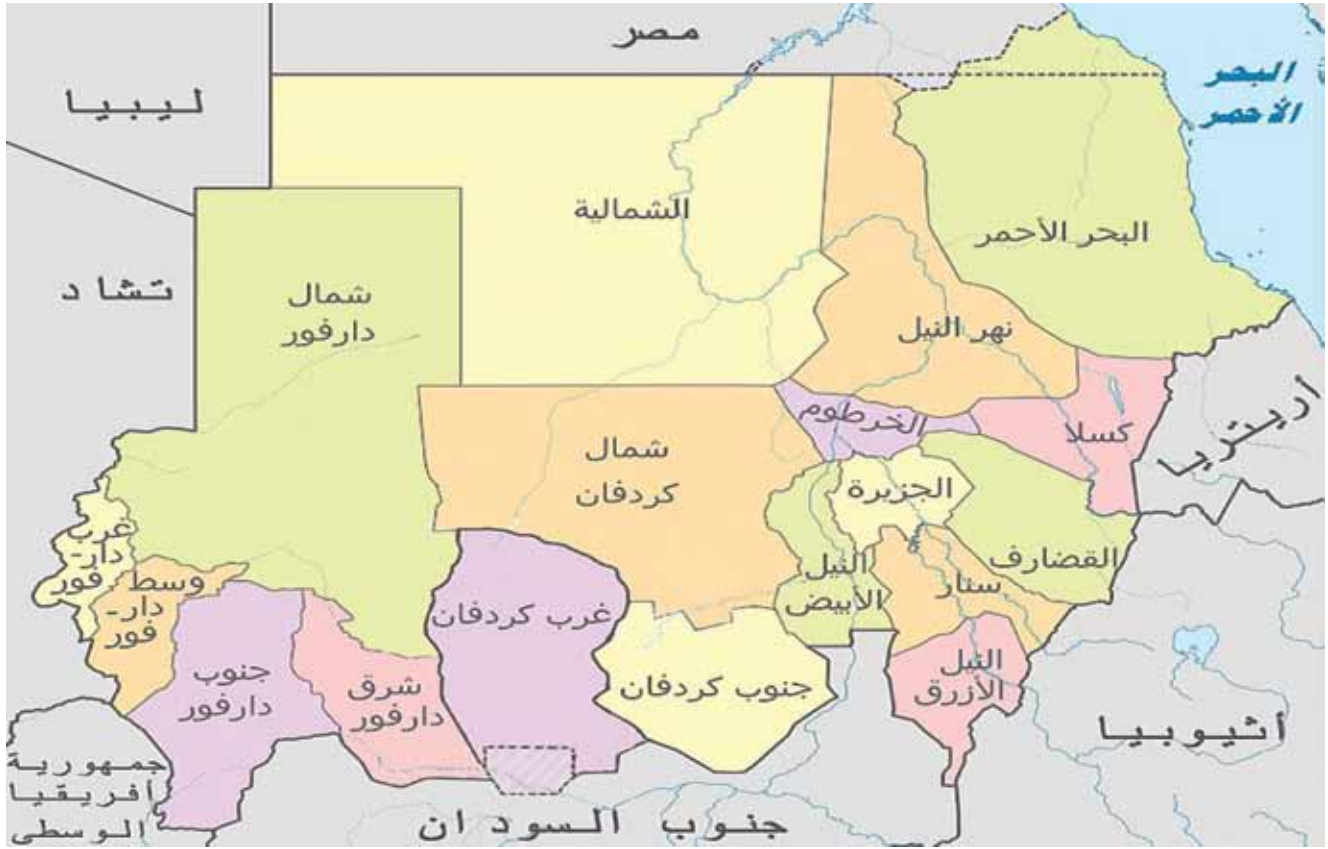 مصر
ليبيا
البحر
الأحمر
الشمالية
البحر الأحمر
تشاد
شمال
دارفور
نهر النيل
أريتريا
الخرطوم
كسلا
شمال
كردفان
الجزيرة
القضارف
غرب
دار-
فور
وسط
دار-
فور
النيل
الأبيض
سنار
غرب كردفان
جنوب كردفان
النيل
الأزرق
جنوب
دارفور
شرق
دارفور
أثيوبيا
جمهورية
أفريقيا
الوسطى
جنوب السودان